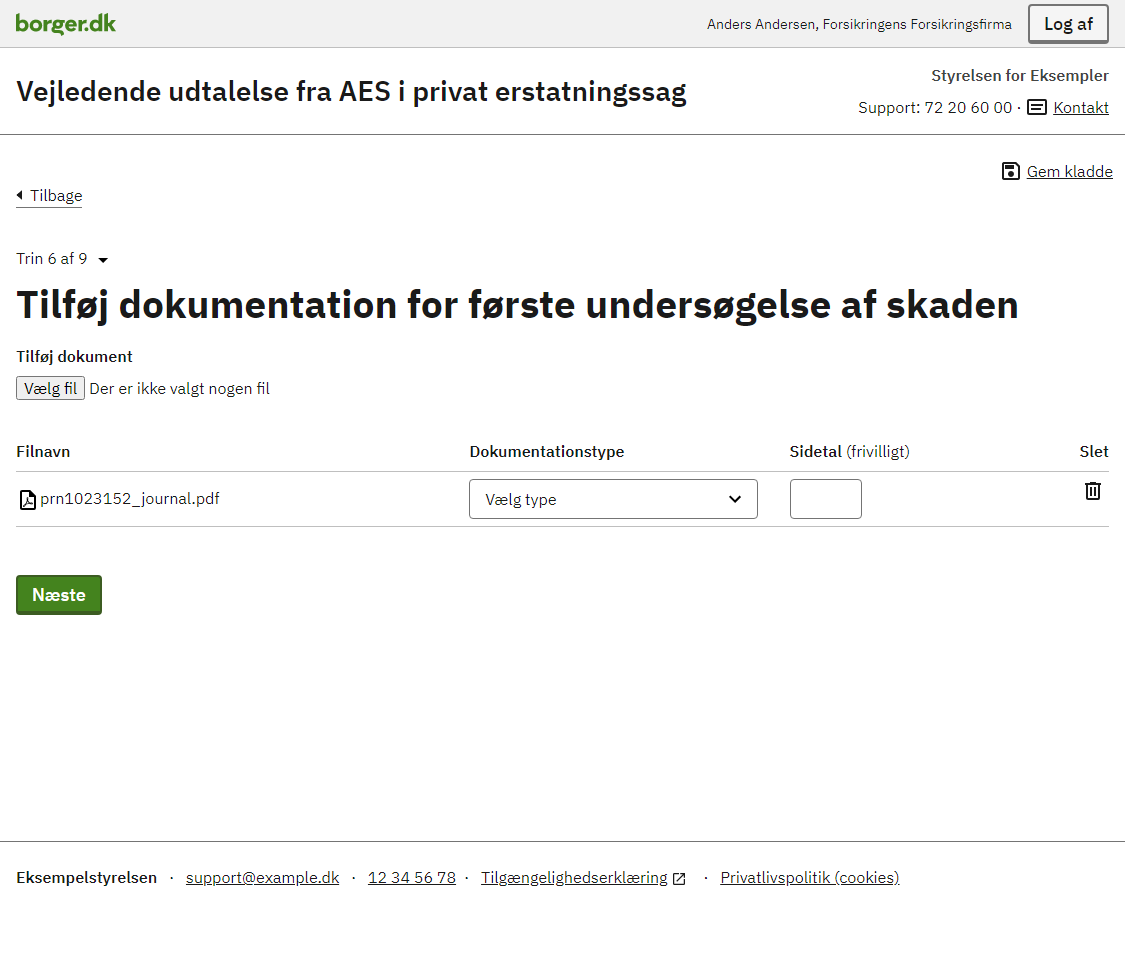 borger.dk
Anders Andersen, Forsikringens Forsikringsfirma
Log af
Vejledende udtalelse fra AES i privat erstatningssag
Styrelsen for Eksempler
Support: 72 20 60 00 · Kontakt
Gem kladde
Tilbage
Trin 6 af 9
Tilføj dokumentation for første undersøgelse af skaden
Tilføj dokument
Vælg fil Der er ikke valgt nogen fil
Filnavn Dokumentationstype Sidetal (frivilligt) Slet
prn1023152_journal.pdf Vælg type
Næste
Eksempelstyrelsen · support@example.dk · 12 34 56 78 · Tilgængelighedserklæring · Privatlivspolitik (cookies)